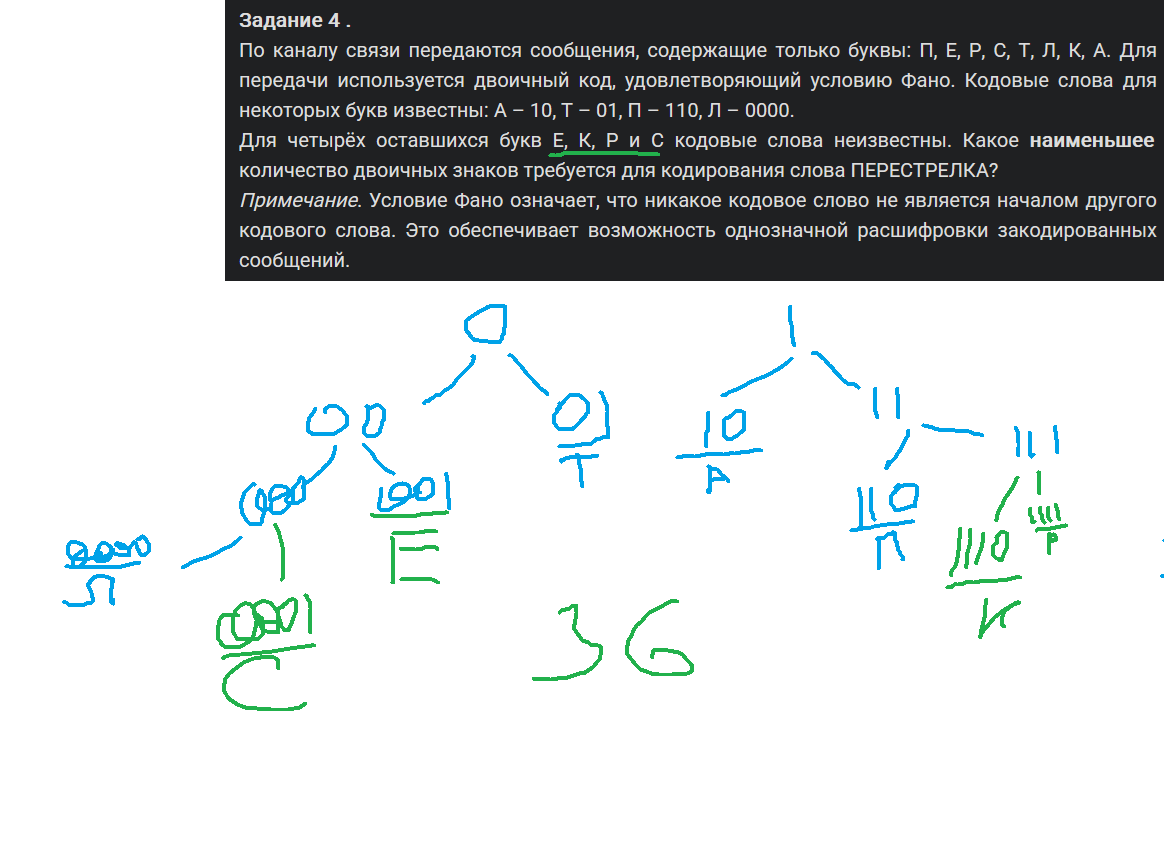 Задание 4 .
По каналу связи передаются сообщения, содержащие только буквы: П, Е, Р, С, Т, Л, К, А. Для
передачи используется двоичный код, удовлетворяющий условию Фано. Кодовые слова для
некоторых букв известны: А – 10, Т – 01, П – 110, Л – 0000.
Для четырёх оставшихся букв Е, К, Р и С кодовые слова неизвестны. Какое наименьшее
количество двоичных знаков требуется для кодирования слова ПЕРЕСТРЕЛКА?
Примечание. Условие Фано означает, что никакое кодовое слово не является началом другого
кодового слова. Это обеспечивает возможность однозначной расшифровки закодированных
сообщений.
0 1
00 01 10 11 111
Т А
000 001 110 1110 1111
0000 Е П Р
Л К
0001 36
С